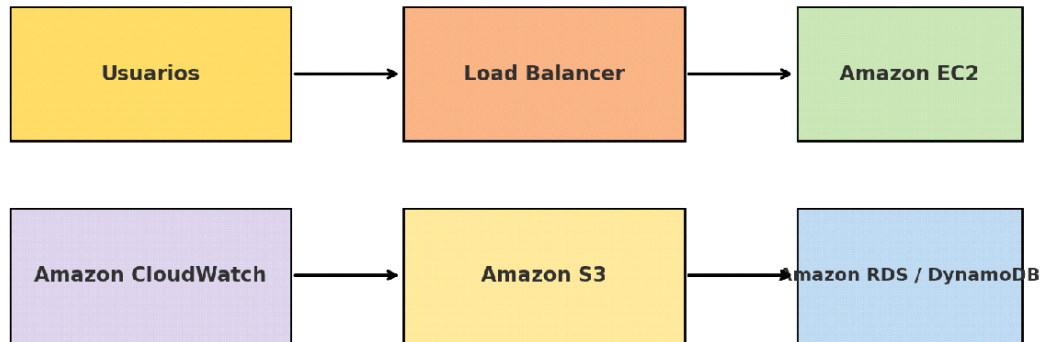 Usuarios
Load Balancer
Amazon EC2
Amazon CloudWatch
Amazon S3
Amazon RDS / DynamoDB